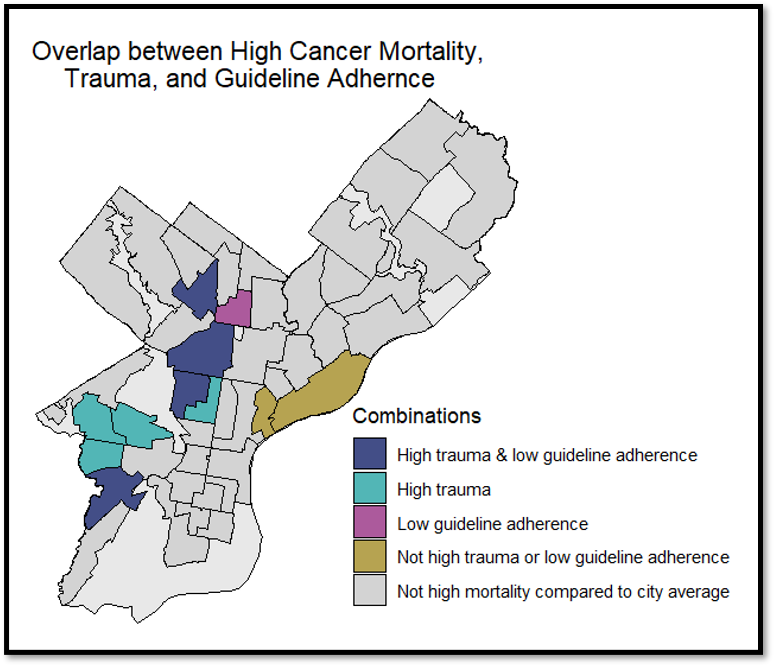 Overlap between High Cancer Mortality,
Trauma, and Guideline Adhernce
Combinations
High trauma & low guideline adherence
High trauma
Low guideline adherence
Not high trauma or low guideline adherence
Not high mortality compared to city average